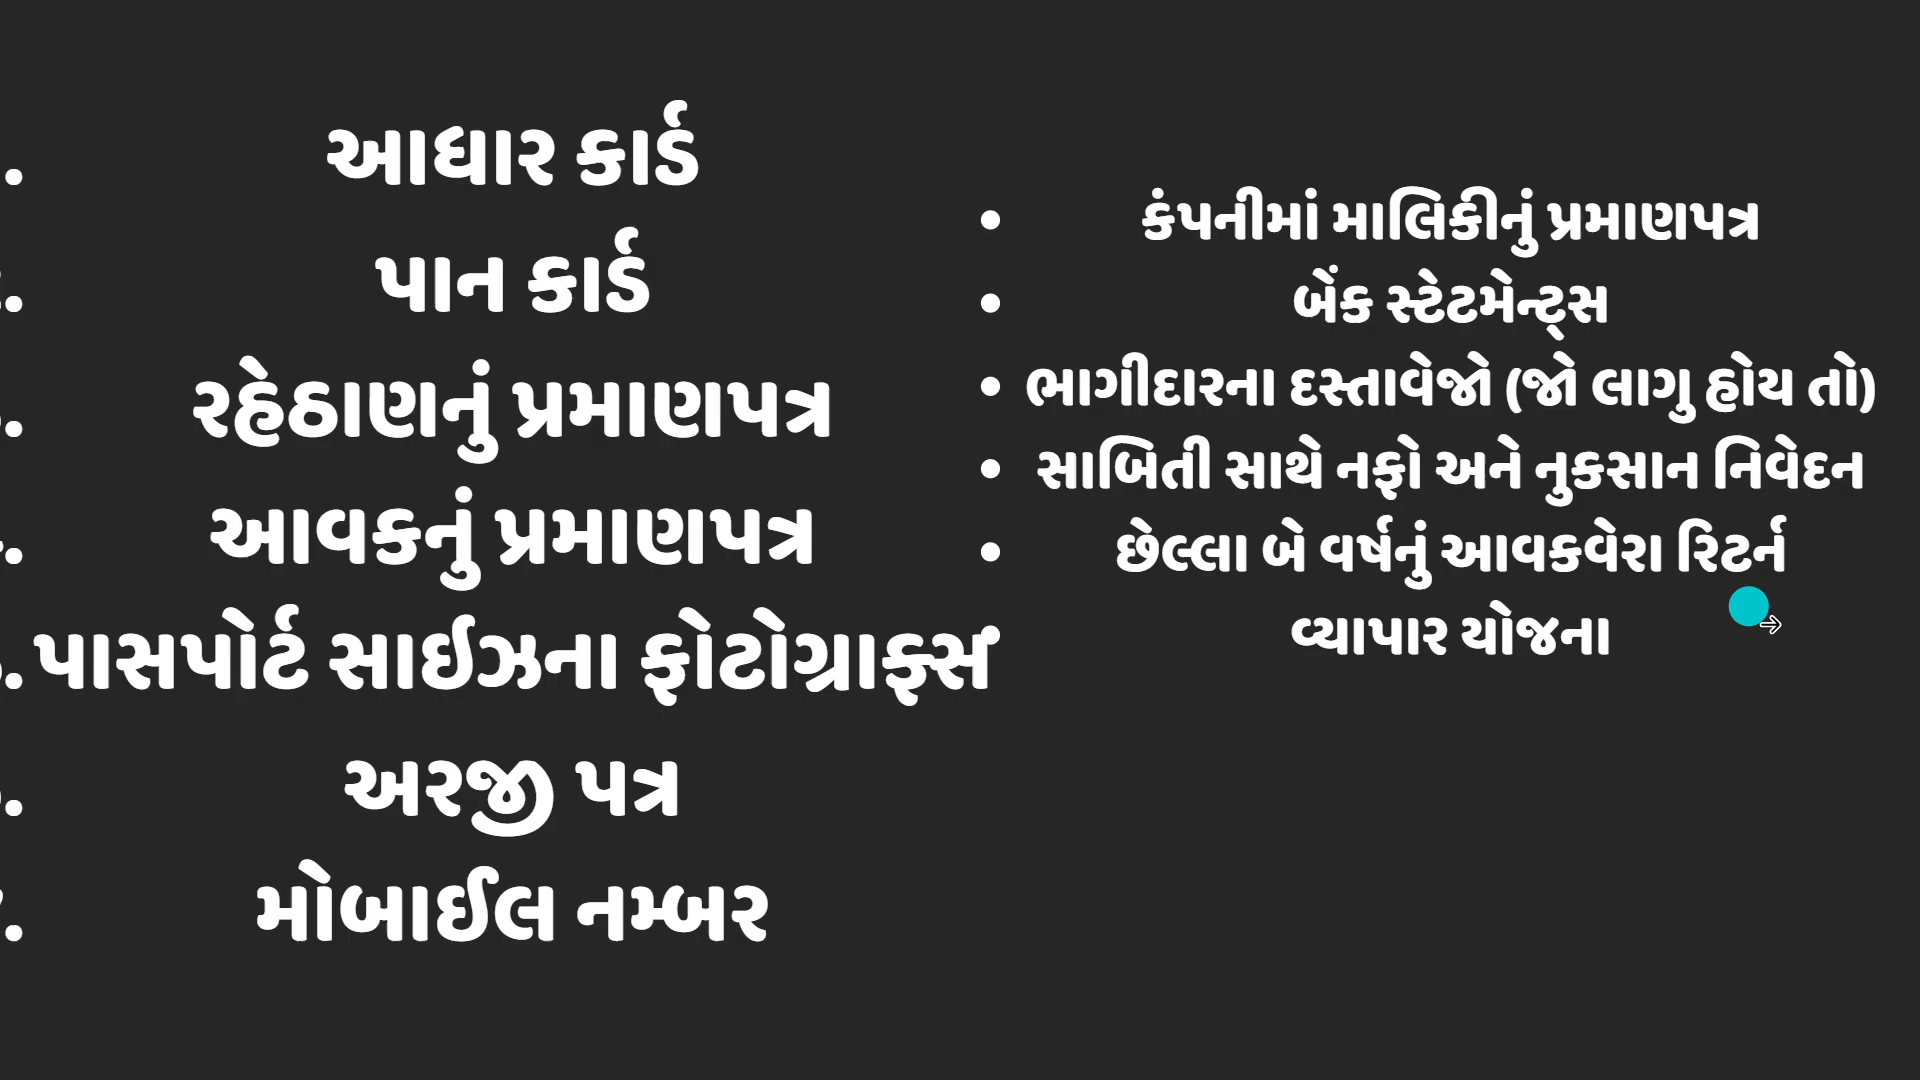 આધાર કાર્ડ
પાન કાર્ડ
રહેઠાણનું પ્રમાણપત્ર
આવકનું પ્રમાણપત્ર
પાસપોર્ટ સાઈઝના ફોટોગ્રાફ્સ
અરજી પત્ર
મોબાઈલ નમ્બર
• કંપનીમાં માલિકીનું પ્રમાણપત્ર
• બેંક સ્ટેટમેન્ટ્સ
• ભાગીદારના દસ્તાવેજો (જો લાગુ હોય તો)
• સાબિતી સાથે નફો અને નુકસાન નિવેદન
• છેલ્લા બે વર્ષનું આવકવેરા રિટર્ન
• વ્યાપાર યોજના